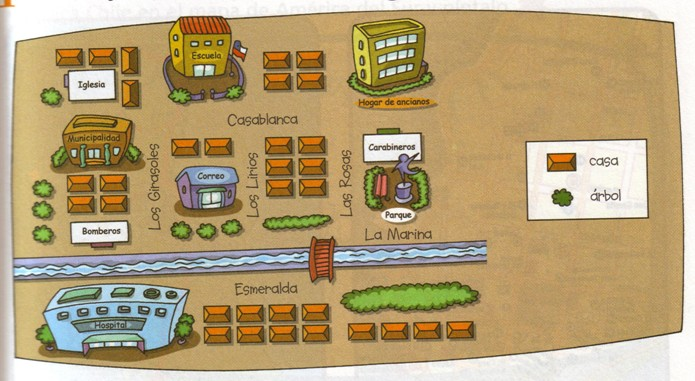 Escuela
Iglesia
Hogar de ancianos
Casablanca
Municipalidad
Los Girasoles
Correo
Los Lirios
Las Rosas
Carabineros
Parque
casa
árbol
Bomberos
La Marina
Esmeralda
Hospital